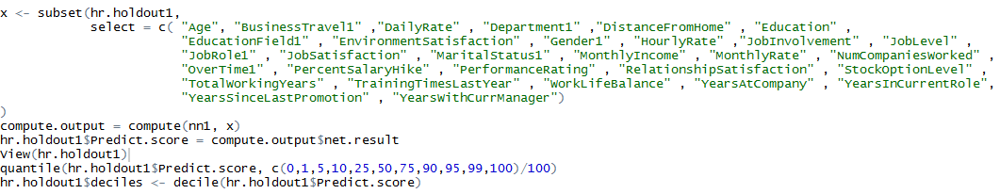 x <- subset(hr.holdout1,
select = c( "Age", "BusinessTravel1" ,"DailyRate" , "Department1" ,"DistanceFromHome" , "Education" ,
"EducationField1" , "EnvironmentSatisfaction" , "Gender1" , "HourlyRate" ,"JobInvolvement" , "JobLevel" ,
"JobRole1" , "JobSatisfaction" , "MaritalStatus1" , "MonthlyIncome" , "MonthlyRate" , "NumCompaniesWorked" ,
"OverTime1" , "PercentSalaryHike" , "PerformanceRating" , "RelationshipSatisfaction" , "StockOptionLevel" ,
"TotalWorkingYears" , "TrainingTimesLastYear" , "WorkLifeBalance" , "YearsAtCompany" , "YearsInCurrentRole",
"YearsSinceLastPromotion" , "YearsWithCurrManager")
)
compute.output = compute(nn1, x)
hr.holdout1$Predict.score = compute.output$net.result
View(hr.holdout1)
quantile(hr.holdout1$Predict.score, c(0,1,5,10,25,50,75,90,95,99,100)/100)
hr.holdout1$deciles <- decile(hr.holdout1$Predict.score)